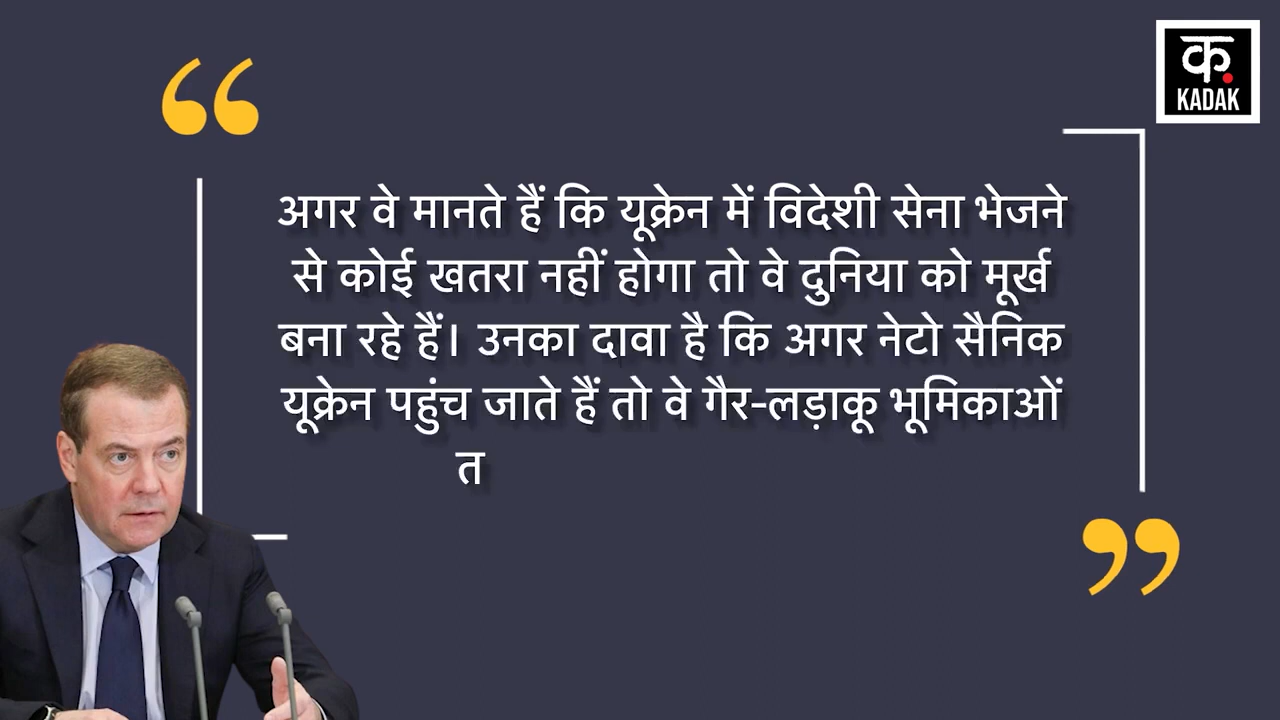 क
KADAK
“
अगर वे मानते हैं कि यूक्रेन में विदेशी सेना भेजने
से कोई खतरा नहीं होगा तो वे दुनिया को मूर्ख
बना रहे हैं। उनका दावा है कि अगर नेटो सैनिक
यूक्रेन पहुंच जाते हैं तो वे गैर-लड़ाकू भूमिकाओं
त
”